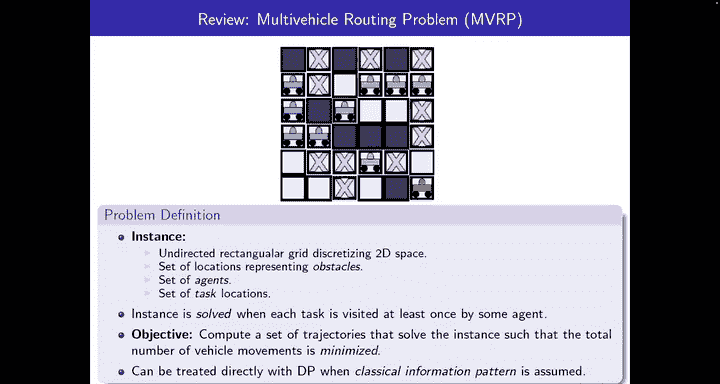 Review: Multivehicle Routing Problem (MVRP)
Problem Definition
Instance:
Undirected rectangualar grid discretizing 2D space.
Set of locations representing obstacles.
Set of agents.
Set of task locations.
Instance is solved when each task is visited at least once by some agent.
Objective: Compute a set of trajectories that solve the instance such that the total
number of vehicle movements is minimized.
Can be treated directly with DP when classical information pattern is assumed.